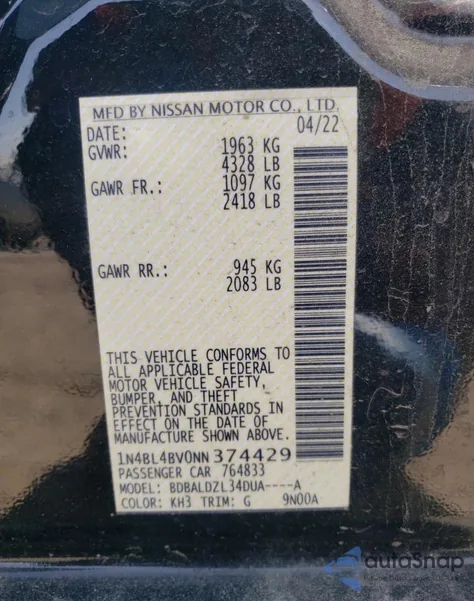 MFD BY NISSAN MOTOR CO., LTD.
DATE: 04/22
GVWR: 1963 KG
4328 LB
GAWR FR.: 1097 KG
2418 LB
GAWR RR.: 945 KG
2083 LB
THIS VEHICLE CONFORMS TO
ALL APPLICABLE FEDERAL
MOTOR VEHICLE SAFETY,
BUMPER, AND THEFT
PREVENTION STANDARDS IN
EFFECT ON THE DATE OF
MANUFACTURE SHOWN ABOVE.
1N4BL4BV0NN374429
PASSENGER CAR 764833
MODEL: BDBALDZL34DUA----A
COLOR: KH3 TRIM: G 9N00A
autoSnap